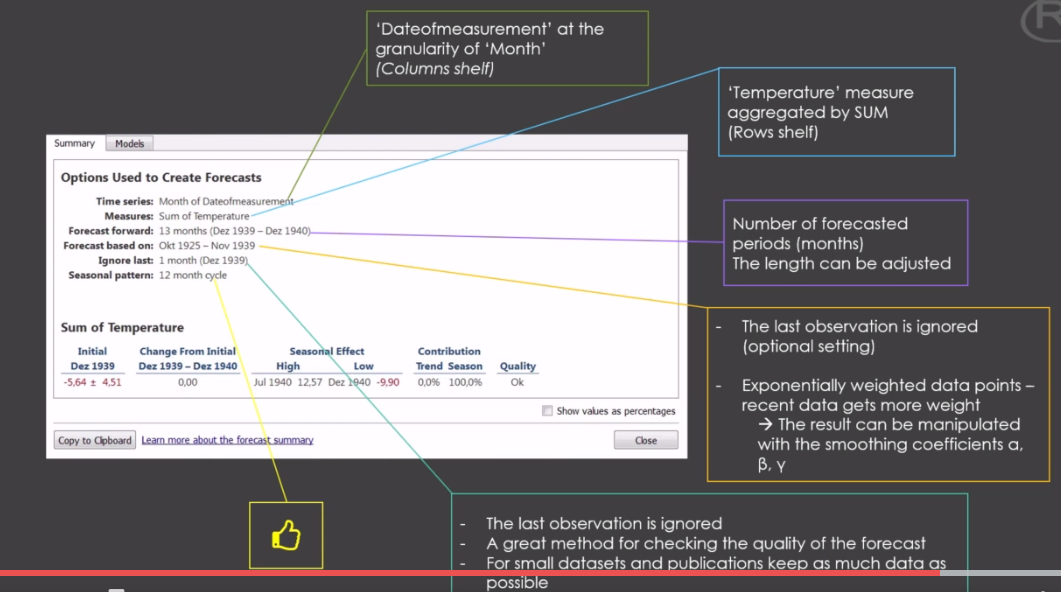 R
'Dateofmeasurement' at the
granularity of 'Month'
(Columns shelf)
'Temperature' measure
aggregated by SUM
(Rows shelf)
Summary Models
Options Used to Create Forecasts
Time series: Month of Dateofmeasurement
Measures: Sum of Temperature
Forecast forward: 13 months (Dez 1939 – Dez 1940)
Forecast based on: Okt 1925 – Nov 1939
Ignore last: 1 month (Dez 1939)
Seasonal pattern: 12 month cycle
Number of forecasted
periods (months)
The length can be adjusted
Sum of Temperature
Initial Change From Initial Seasonal Effect Contribution
Dez 1939 Dez 1939 – Dez 1940 High Low Trend Season Quality
-5,64 ± 4,51 0,00 Jul 1940 12,57 Dez 1940 -9,90 0,0% 100,0% Ok
Show values as percentages
Copy to Clipboard Learn more about the forecast summary Close
- The last observation is ignored
(optional setting)
- Exponentially weighted data points –
recent data gets more weight
→ The result can be manipulated
with the smoothing coefficients α,
β, γ
- The last observation is ignored
- A great method for checking the quality of the forecast
- For small datasets and publications keep as much data as
possible